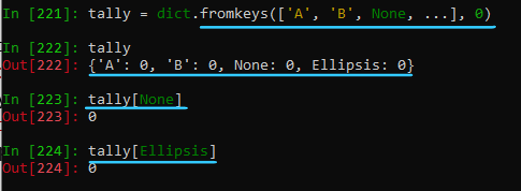 In [221]: tally = dict.fromkeys(['A', 'B', None, ...], 0)
In [222]: tally
Out[222]: {'A': 0, 'B': 0, None: 0, Ellipsis: 0}
In [223]: tally[None]
Out[223]: 0
In [224]: tally[Ellipsis]
Out[224]: 0